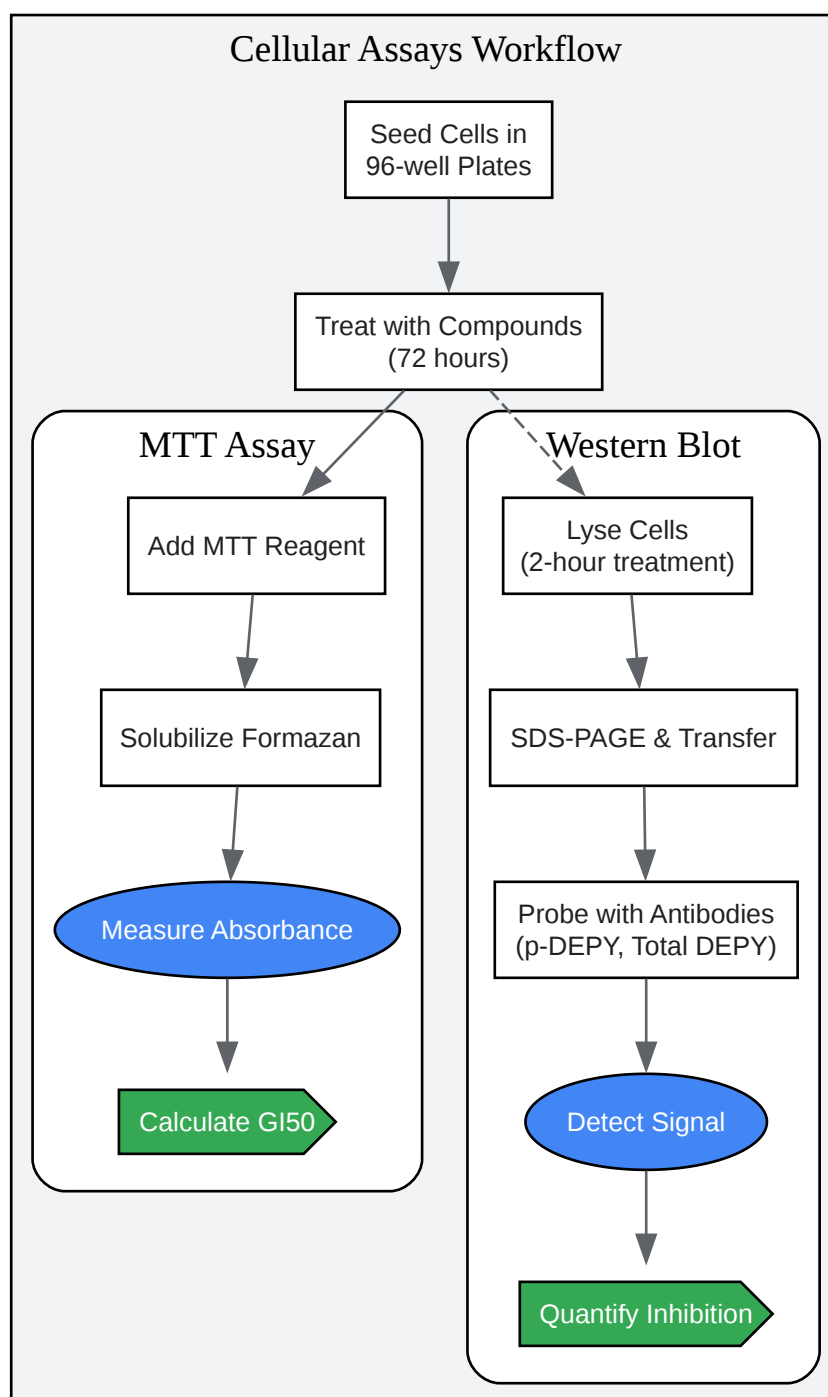 Cellular Assays Workflow
Seed Cells in
96-well Plates
Treat with Compounds
(72 hours)
MTT Assay
Add MTT Reagent
Solubilize Formazan
Measure Absorbance
Calculate GI50
Western Blot
Lyse Cells
(2-hour treatment)
SDS-PAGE & Transfer
Probe with Antibodies
(p-DEPY, Total DEPY)
Detect Signal
Quantify Inhibition